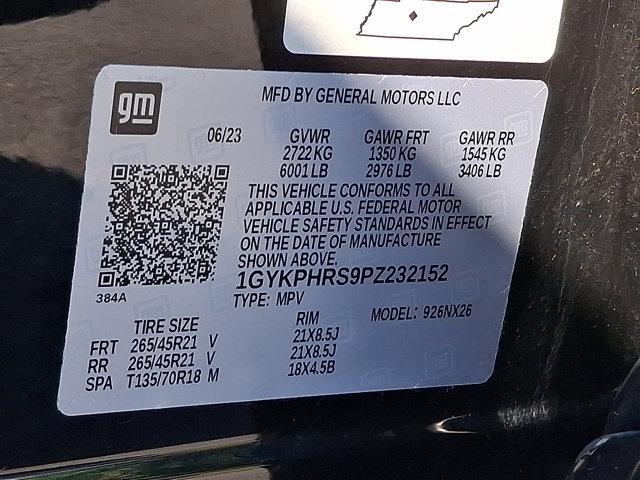 gm
MFD BY GENERAL MOTORS LLC
06/23 GVWR GAWR FRT GAWR RR
2722 KG 1350 KG 1545 KG
6001 LB 2976 LB 3406 LB
THIS VEHICLE CONFORMS TO ALL
APPLICABLE U.S. FEDERAL MOTOR
VEHICLE SAFETY STANDARDS IN EFFECT
ON THE DATE OF MANUFACTURE
SHOWN ABOVE.
1GYKPHRS9PZ232152
384A
TYPE: MPV MODEL: 926NX26
TIRE SIZE RIM
FRT 265/45R21 V 21X8.5J
RR 265/45R21 V 21X8.5J
SPA T135/70R18 M 18X4.5B